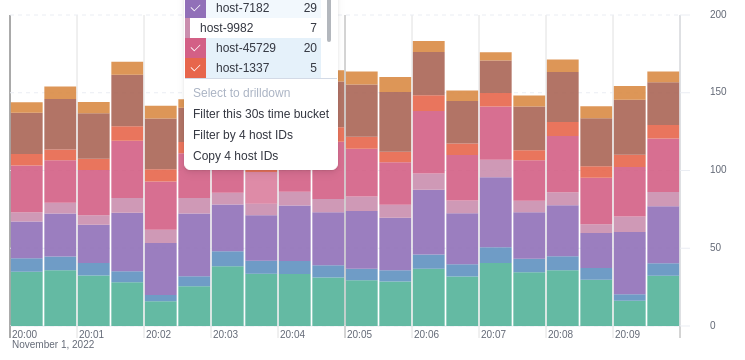 host-7182 29
host-9982 7
host-45729 20
host-1337 5
Select to drilldown
Filter this 30s time bucket
Filter by 4 host IDs
Copy 4 host IDs
200
150
100
50
0
20:00 20:01 20:02 20:03 20:04 20:05 20:06 20:07 20:08 20:09
November 1, 2022